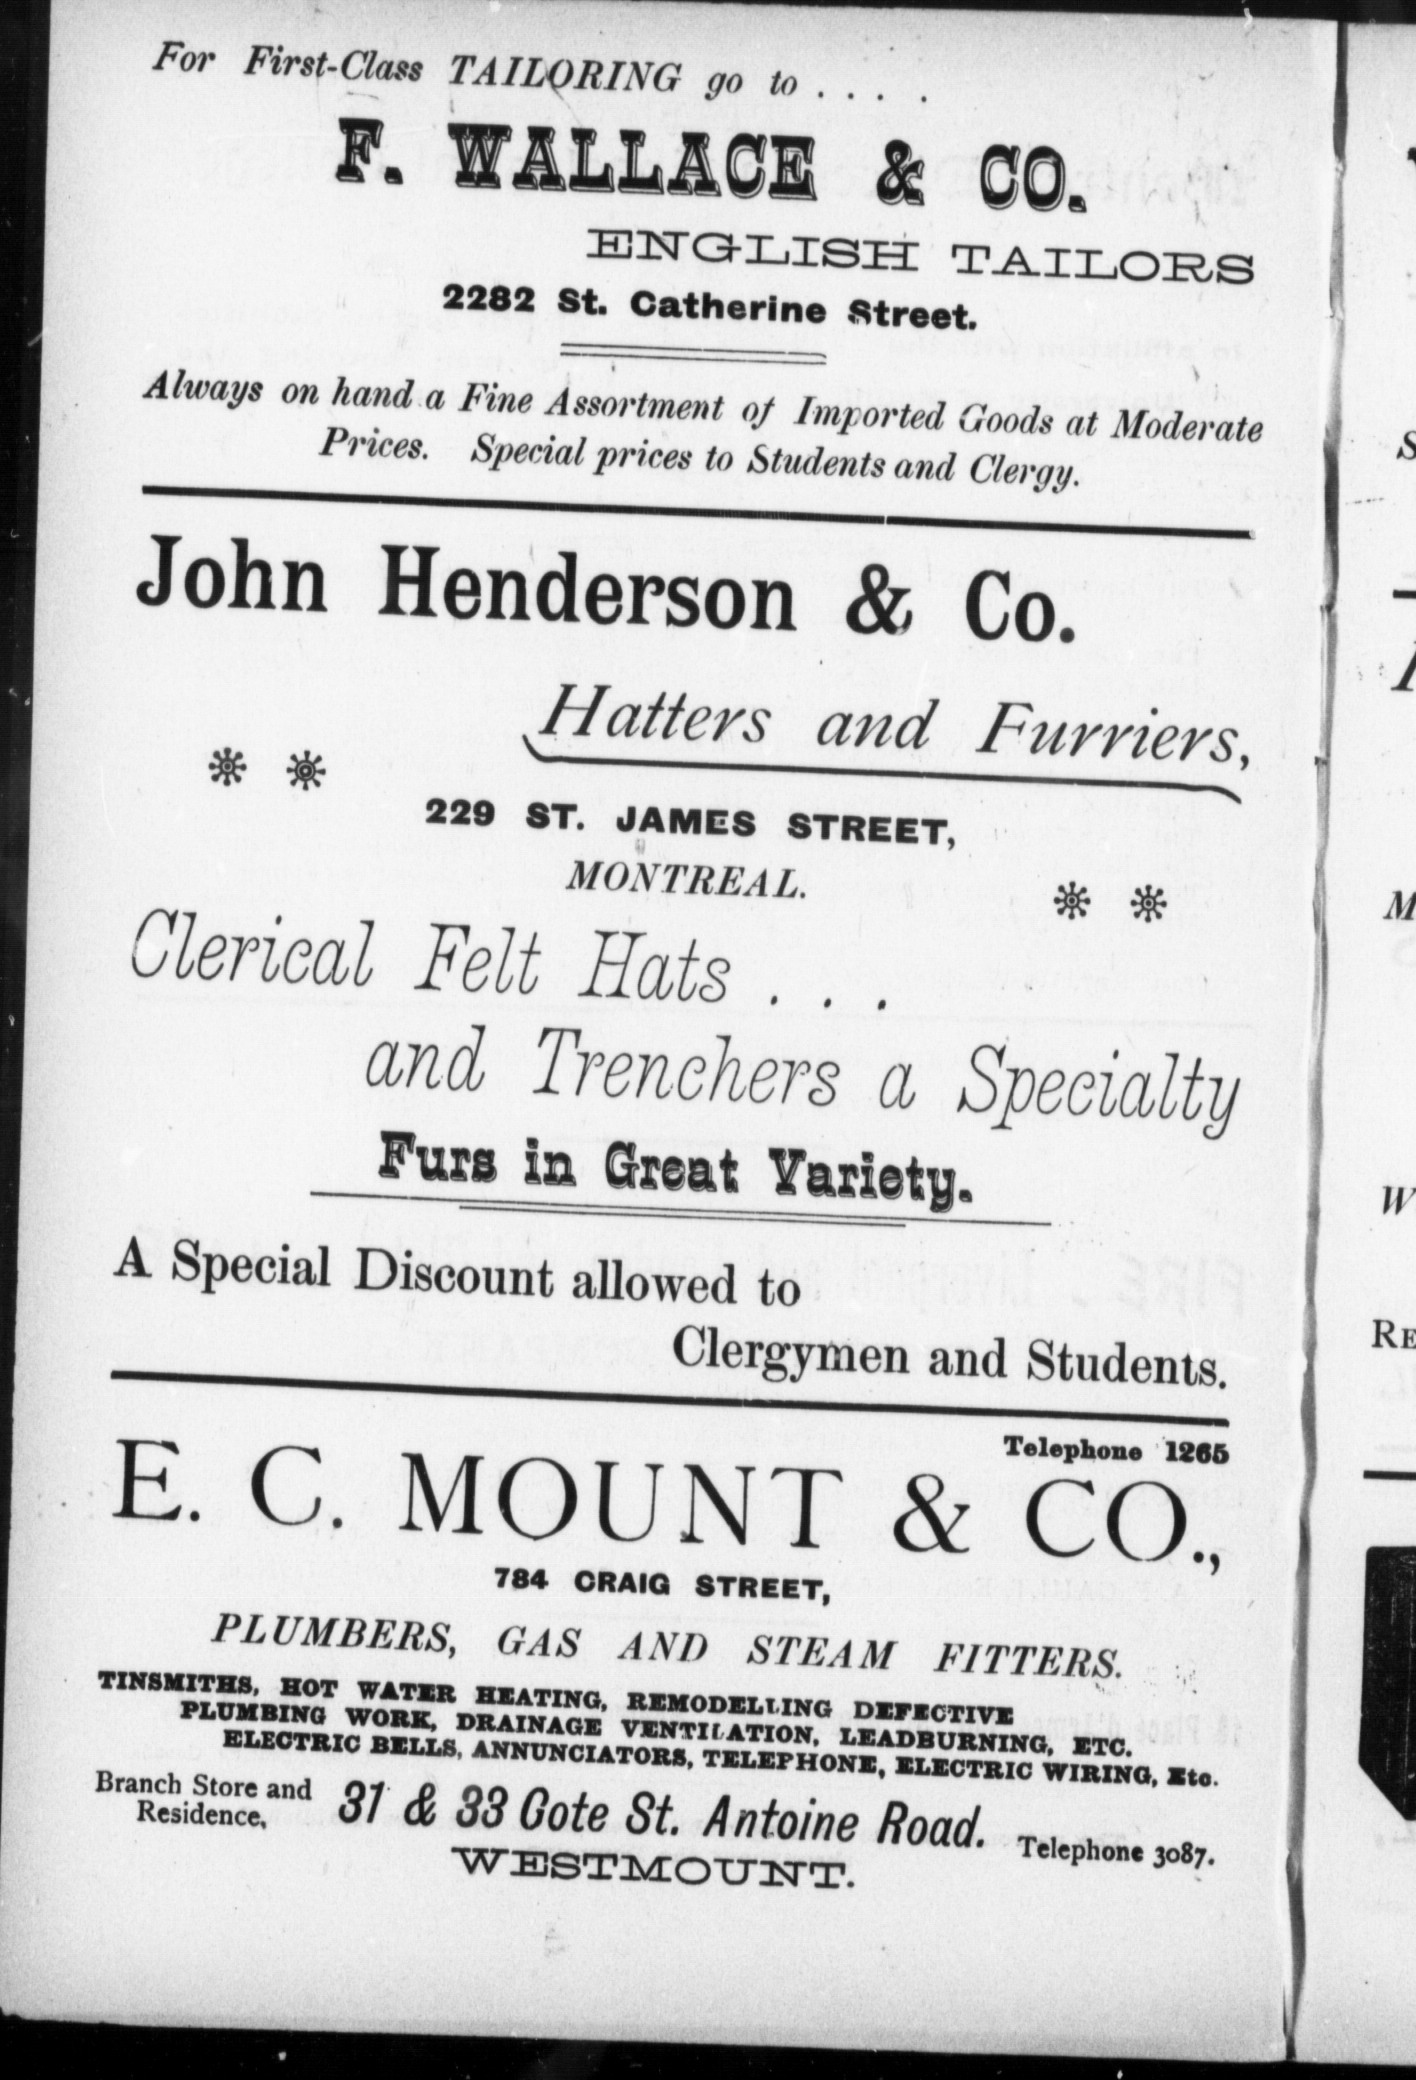 For First-Class TAILORING go to . . . .
F. WALLACE & CO.
ENGLISH TAILORS
2282 St. Catherine Street.
Always on hand a Fine Assortment of Imported Goods at Moderate
Prices. Special prices to Students and Clergy.
John Henderson & Co.
Hatters and Furriers,
229 ST. JAMES STREET,
MONTREAL.
Clerical Felt Hats . . .
and Trenchers a Specialty
Furs in Great Variety.
A Special Discount allowed to
Clergymen and Students.
Telephone 1265
E. C. MOUNT & CO.,
784 CRAIG STREET,
PLUMBERS, GAS AND STEAM FITTERS.
TINSMITHS, HOT WATER HEATING, REMODELLING DEFECTIVE
PLUMBING WORK, DRAINAGE VENTILATION, LEADBURNING, ETC.
ELECTRIC BELLS, ANNUNCIATORS, TELEPHONE, ELECTRIC WIRING, Etc.
Branch Store and
Residence, 31 & 33 Cote St. Antoine Road. Telephone 3087.
WESTMOUNT.